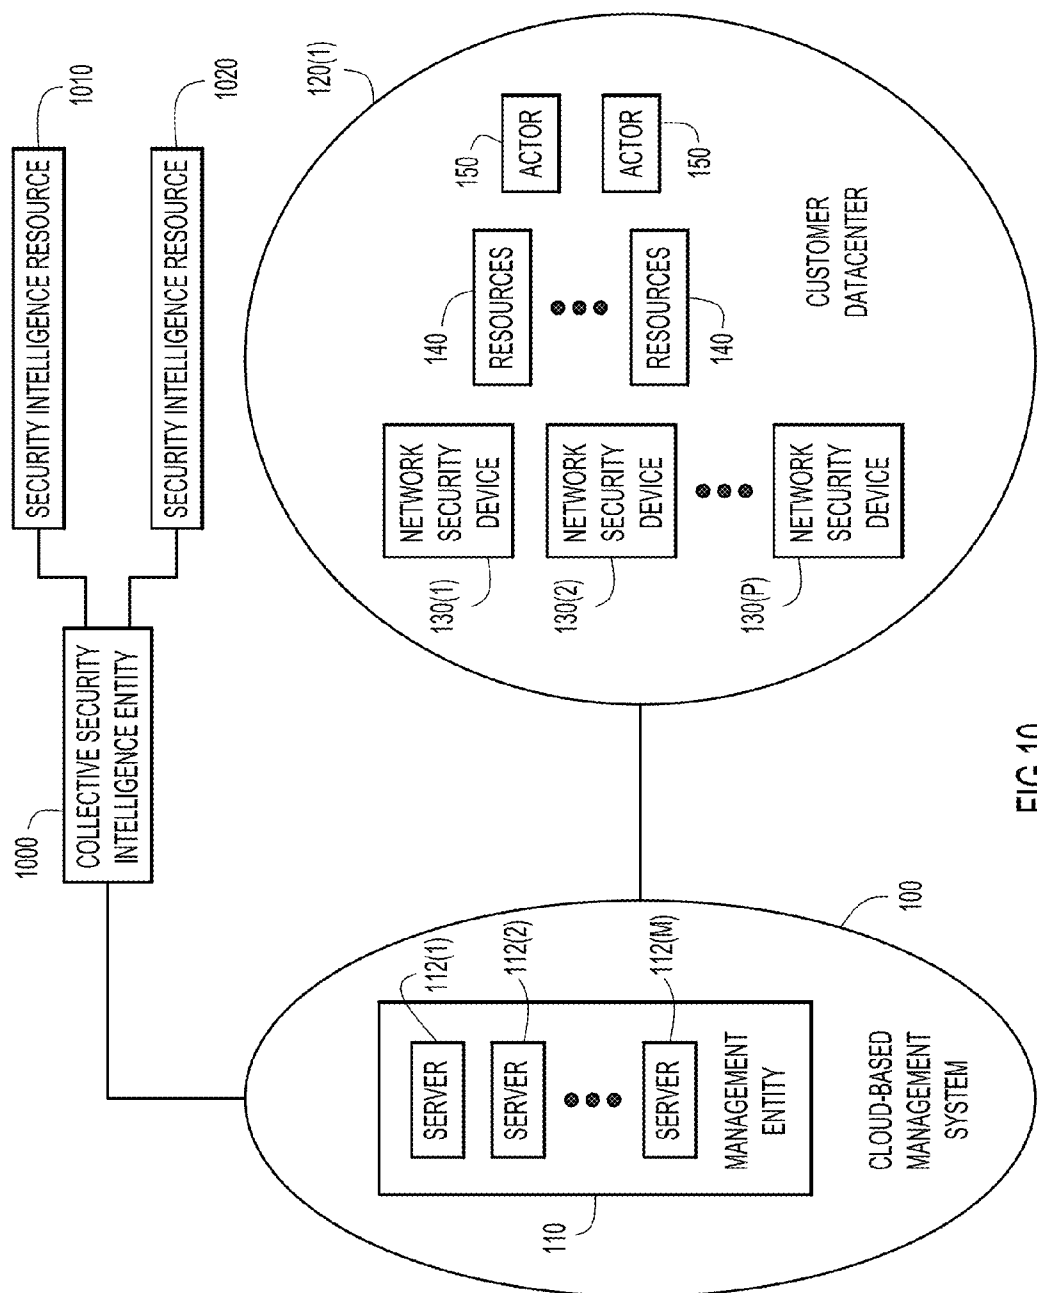 1010
SECURITY INTELLIGENCE RESOURCE
1020
SECURITY INTELLIGENCE RESOURCE
1000
COLLECTIVE SECURITY
INTELLIGENCE ENTITY
120(1)
150
ACTOR
ACTOR
150
140
RESOURCES
RESOURCES
140
NETWORK
SECURITY
DEVICE
130(1)
NETWORK
SECURITY
DEVICE
130(2)
NETWORK
SECURITY
DEVICE
130(P)
CUSTOMER
DATACENTER
100
112(1)
SERVER
112(2)
SERVER
112(M)
SERVER
MANAGEMENT
ENTITY
110
CLOUD-BASED
MANAGEMENT
SYSTEM
FIG.10